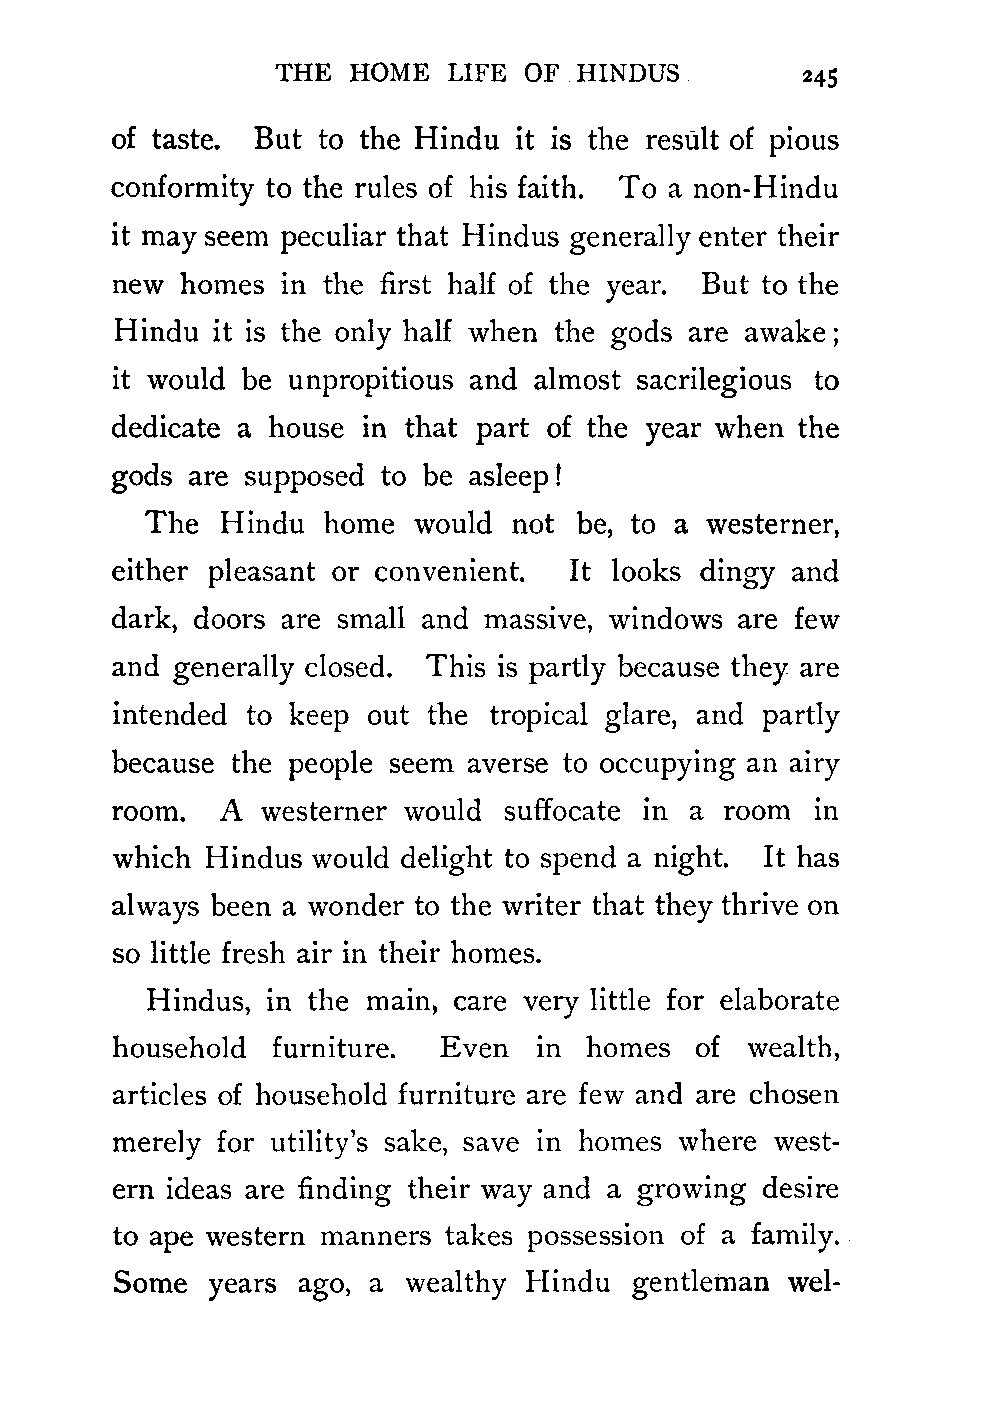 THE HOME LIFE OF HINDUS 245
of taste. But to the Hindu it is the result of pious
conformity to the rules of his faith. To a non-Hindu
it may seem peculiar that Hindus generally enter their
new homes in the first half of the year. But to the
Hindu it is the only half when the gods are awake;
it would be unpropitious and almost sacrilegious to
dedicate a house in that part of the year when the
gods are supposed to be asleep!
The Hindu home would not be, to a westerner,
either pleasant or convenient. It looks dingy and
dark, doors are small and massive, windows are few
and generally closed. This is partly because they are
intended to keep out the tropical glare, and partly
because the people seem averse to occupying an airy
room. A westerner would suffocate in a room in
which Hindus would delight to spend a night. It has
always been a wonder to the writer that they thrive on
so little fresh air in their homes.
Hindus, in the main, care very little for elaborate
household furniture. Even in homes of wealth,
articles of household furniture are few and are chosen
merely for utility's sake, save in homes where west-
ern ideas are finding their way and a growing desire
to ape western manners takes possession of a family.
Some years ago, a wealthy Hindu gentleman wel-